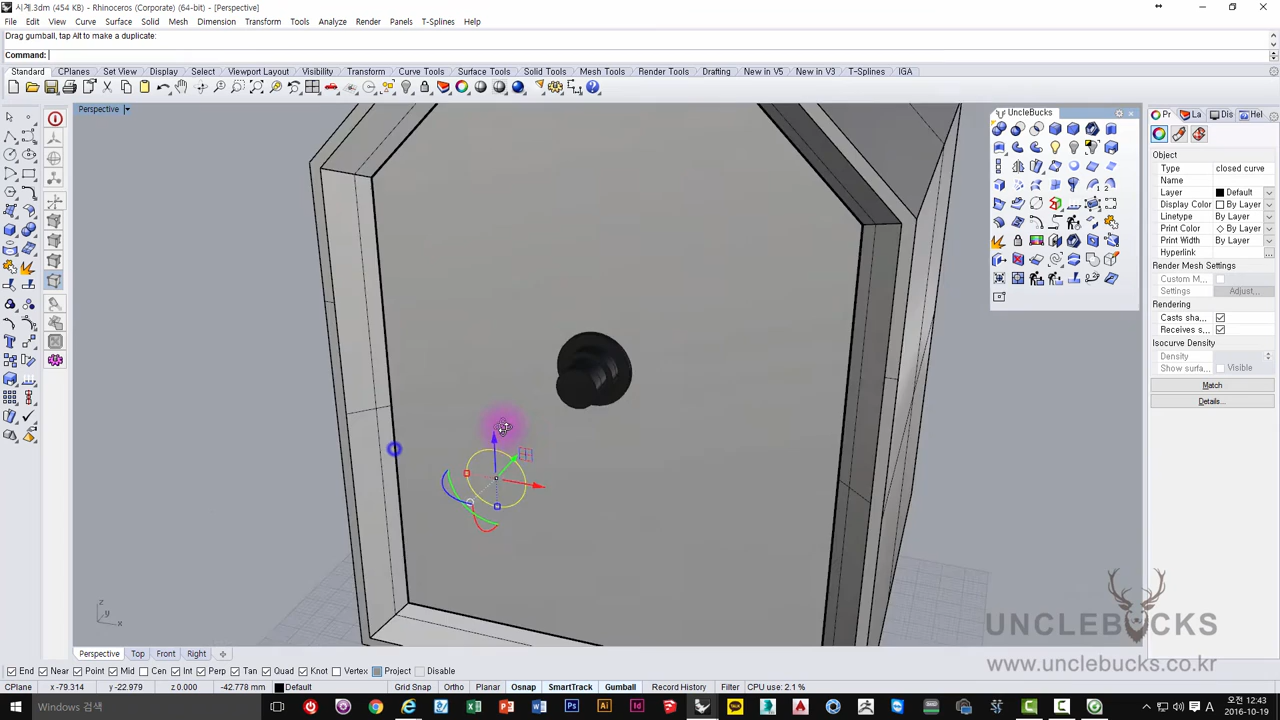 시계.3dm (454 KB) - Rhinoceros (Corporate) (64-bit) - [Perspective]
File Edit View Curve Surface Solid Mesh Dimension Transform Tools Analyze Render Panels T-Splines Help
Drag gumball, tap Alt to make a duplicate:
Command:
Standard CPlanes Set View Display Select Viewport Layout Visibility Transform Curve Tools Surface Tools Solid Tools Mesh Tools Render Tools Drafting New in V5 New in V3 T-Splines IGA
Perspective
UncleBucks
Pr La Dis Hel
Object
Type closed curve
Name
Layer Default
Display Color By Layer
Linetype By Layer
Print Color By Layer
Print Width By Layer
Hyperlink ...
Render Mesh Settings
Custom M...
Settings Adjust...
Rendering
Casts sha...
Receives s...
Isocurve Density
Density
Show surfa... Visible
Match
Details...
z
y
x
UNCLEBUCKS
www.unclebucks.co.kr
Perspective Top Front Right
End Near Point Mid Cen Int Perp Tan Quad Knot Vertex Project Disable
CPlane x -79.314 y -22.979 z 0.000 -42.778 mm Default Grid Snap Ortho Planar Osnap SmartTrack Gumball Record History Filter CPU use: 2.1 %
Windows 검색
A 오전 12:43
2016-10-19